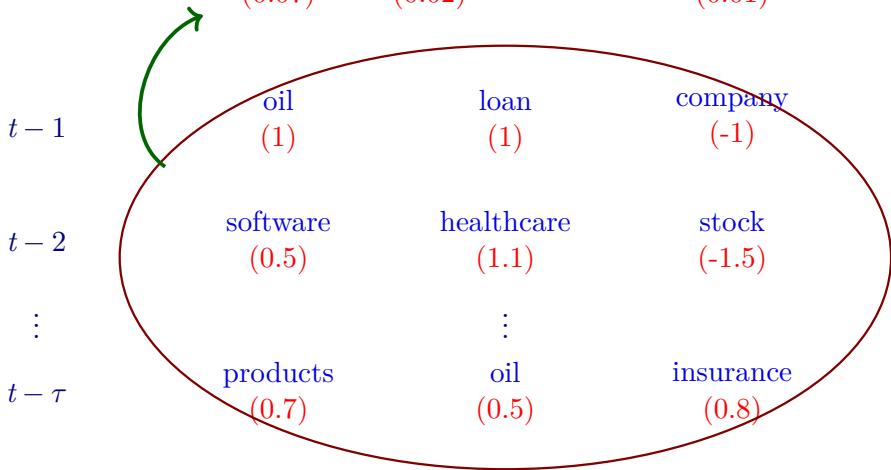 oil loan company
t − 1
(1) (1) (-1)
software healthcare stock
t − 2
(0.5) (1.1) (-1.5)
⋮ ⋮
products oil insurance
t − τ
(0.7) (0.5) (0.8)